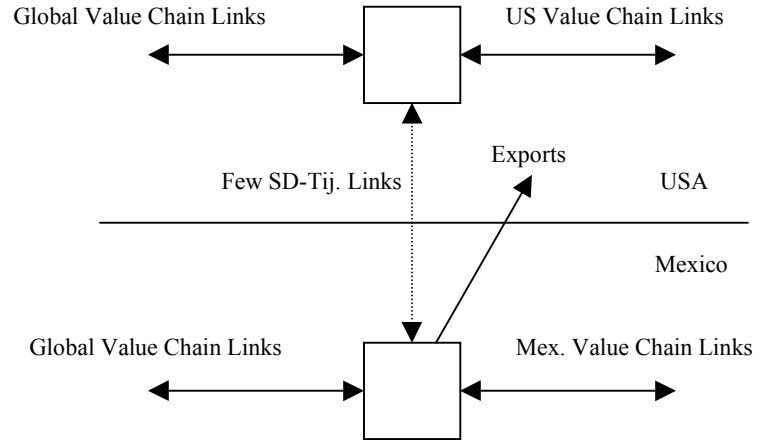 Global Value Chain Links
US Value Chain Links
Exports
Few SD-Tij. Links
USA
Mexico
Global Value Chain Links
Mex. Value Chain Links